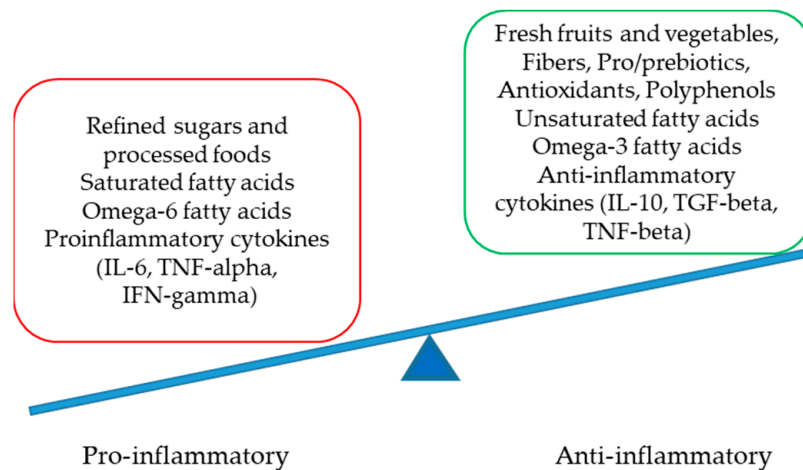 Refined sugars and
processed foods
Saturated fatty acids
Omega-6 fatty acids
Proinflammatory cytokines
(IL-6, TNF-alpha,
IFN-gamma)
Fresh fruits and vegetables,
Fibers, Pro/prebiotics,
Antioxidants, Polyphenols
Unsaturated fatty acids
Omega-3 fatty acids
Anti-inflammatory
cytokines (IL-10, TGF-beta,
TNF-beta)
Pro-inflammatory
Anti-inflammatory